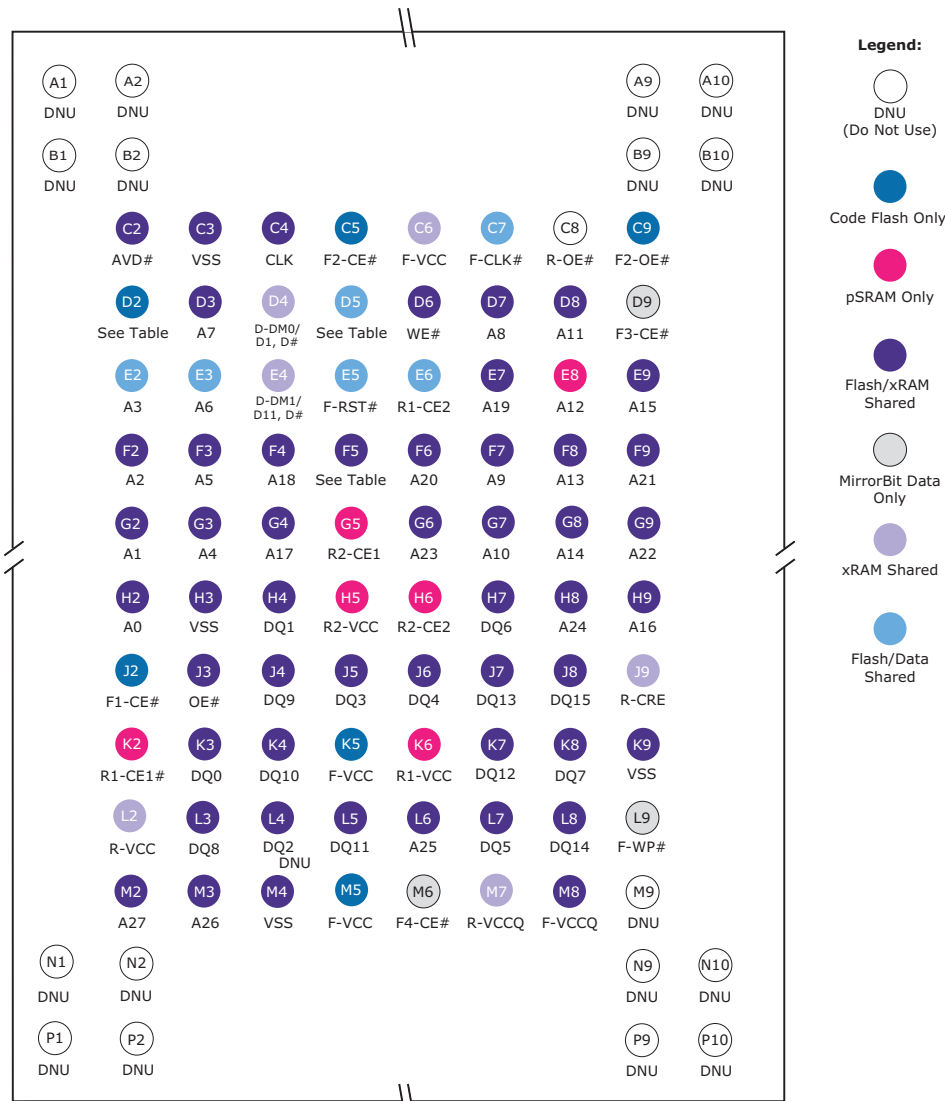 Legend:
A1 A2 A9 A10
DNU DNU DNU DNU
DNU
(Do Not Use)
B1 B2 B9 B10
DNU DNU DNU DNU
Code Flash Only
C2 C3 C4 C5 C6 C7 C8 C9
AVD# VSS CLK F2-CE# F-VCC F-CLK# R-OE# F2-OE#
pSRAM Only
D2 D3 D4 D5 D6 D7 D8 D9
See Table A7 D-DM0/ See Table WE# A8 A11 F3-CE#
D1, D#
Flash/xRAM
Shared
E2 E3 E4 E5 E6 E7 E8 E9
A3 A6 D-DM1/ F-RST# R1-CE2 A19 A12 A15
D11, D#
MirrorBit Data
Only
F2 F3 F4 F5 F6 F7 F8 F9
A2 A5 A18 See Table A20 A9 A13 A21
G2 G3 G4 G5 G6 G7 G8 G9
A1 A4 A17 R2-CE1 A23 A10 A14 A22
xRAM Shared
H2 H3 H4 H5 H6 H7 H8 H9
A0 VSS DQ1 R2-VCC R2-CE2 DQ6 A24 A16
Flash/Data
Shared
J2 J3 J4 J5 J6 J7 J8 J9
F1-CE# OE# DQ9 DQ3 DQ4 DQ13 DQ15 R-CRE
K2 K3 K4 K5 K6 K7 K8 K9
R1-CE1# DQ0 DQ10 F-VCC R1-VCC DQ12 DQ7 VSS
L2 L3 L4 L5 L6 L7 L8 L9
R-VCC DQ8 DQ2 DQ11 A25 DQ5 DQ14 F-WP#
DNU
M2 M3 M4 M5 M6 M7 M8 M9
A27 A26 VSS F-VCC F4-CE# R-VCCQ F-VCCQ DNU
N1 N2 N9 N10
DNU DNU DNU DNU
P1 P2 P9 P10
DNU DNU DNU DNU